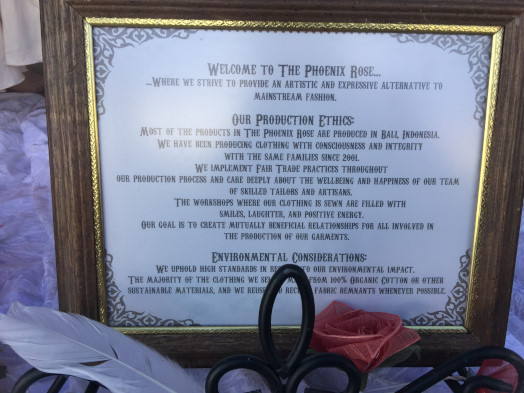 Welcome to The Phoenix Rose...
...Where we strive to provide an artistic and expressive alternative to
mainstream fashion.
Our Production Ethics:
Most of the products in The Phoenix Rose are produced in Bali, Indonesia.
We have been producing clothing with consciousness and integrity
with the same families since 2001.
We implement Fair Trade practices throughout
our production process and care deeply about the wellbeing and happiness of our team
of skilled tailors and artisans.
The workshops where our clothing is sewn are filled with
smiles, laughter, and positive energy.
Our goal is to create mutually beneficial relationships for all involved in
the production of our garments.
Environmental Considerations:
We uphold high standards in to our environmental impact.
The majority of the clothing we from 100% Organic Cotton or other
sustainable materials, and we reuse fabric remnants whenever possible.